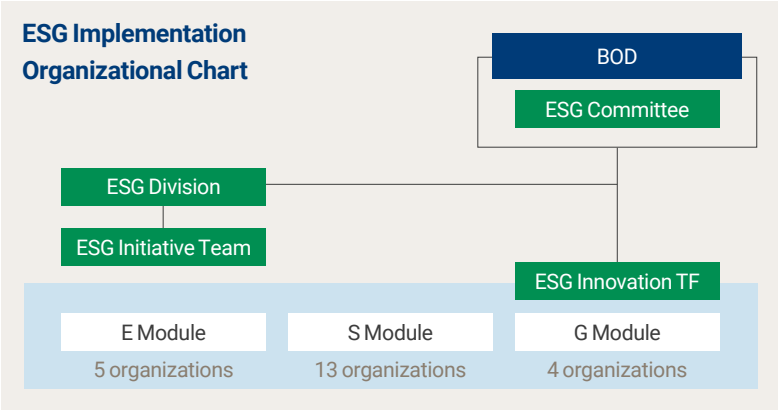 ESG Implementation
Organizational Chart
BOD
ESG Committee
ESG Division
ESG Initiative Team
ESG Innovation TF
E Module
S Module
G Module
5 organizations
13 organizations
4 organizations